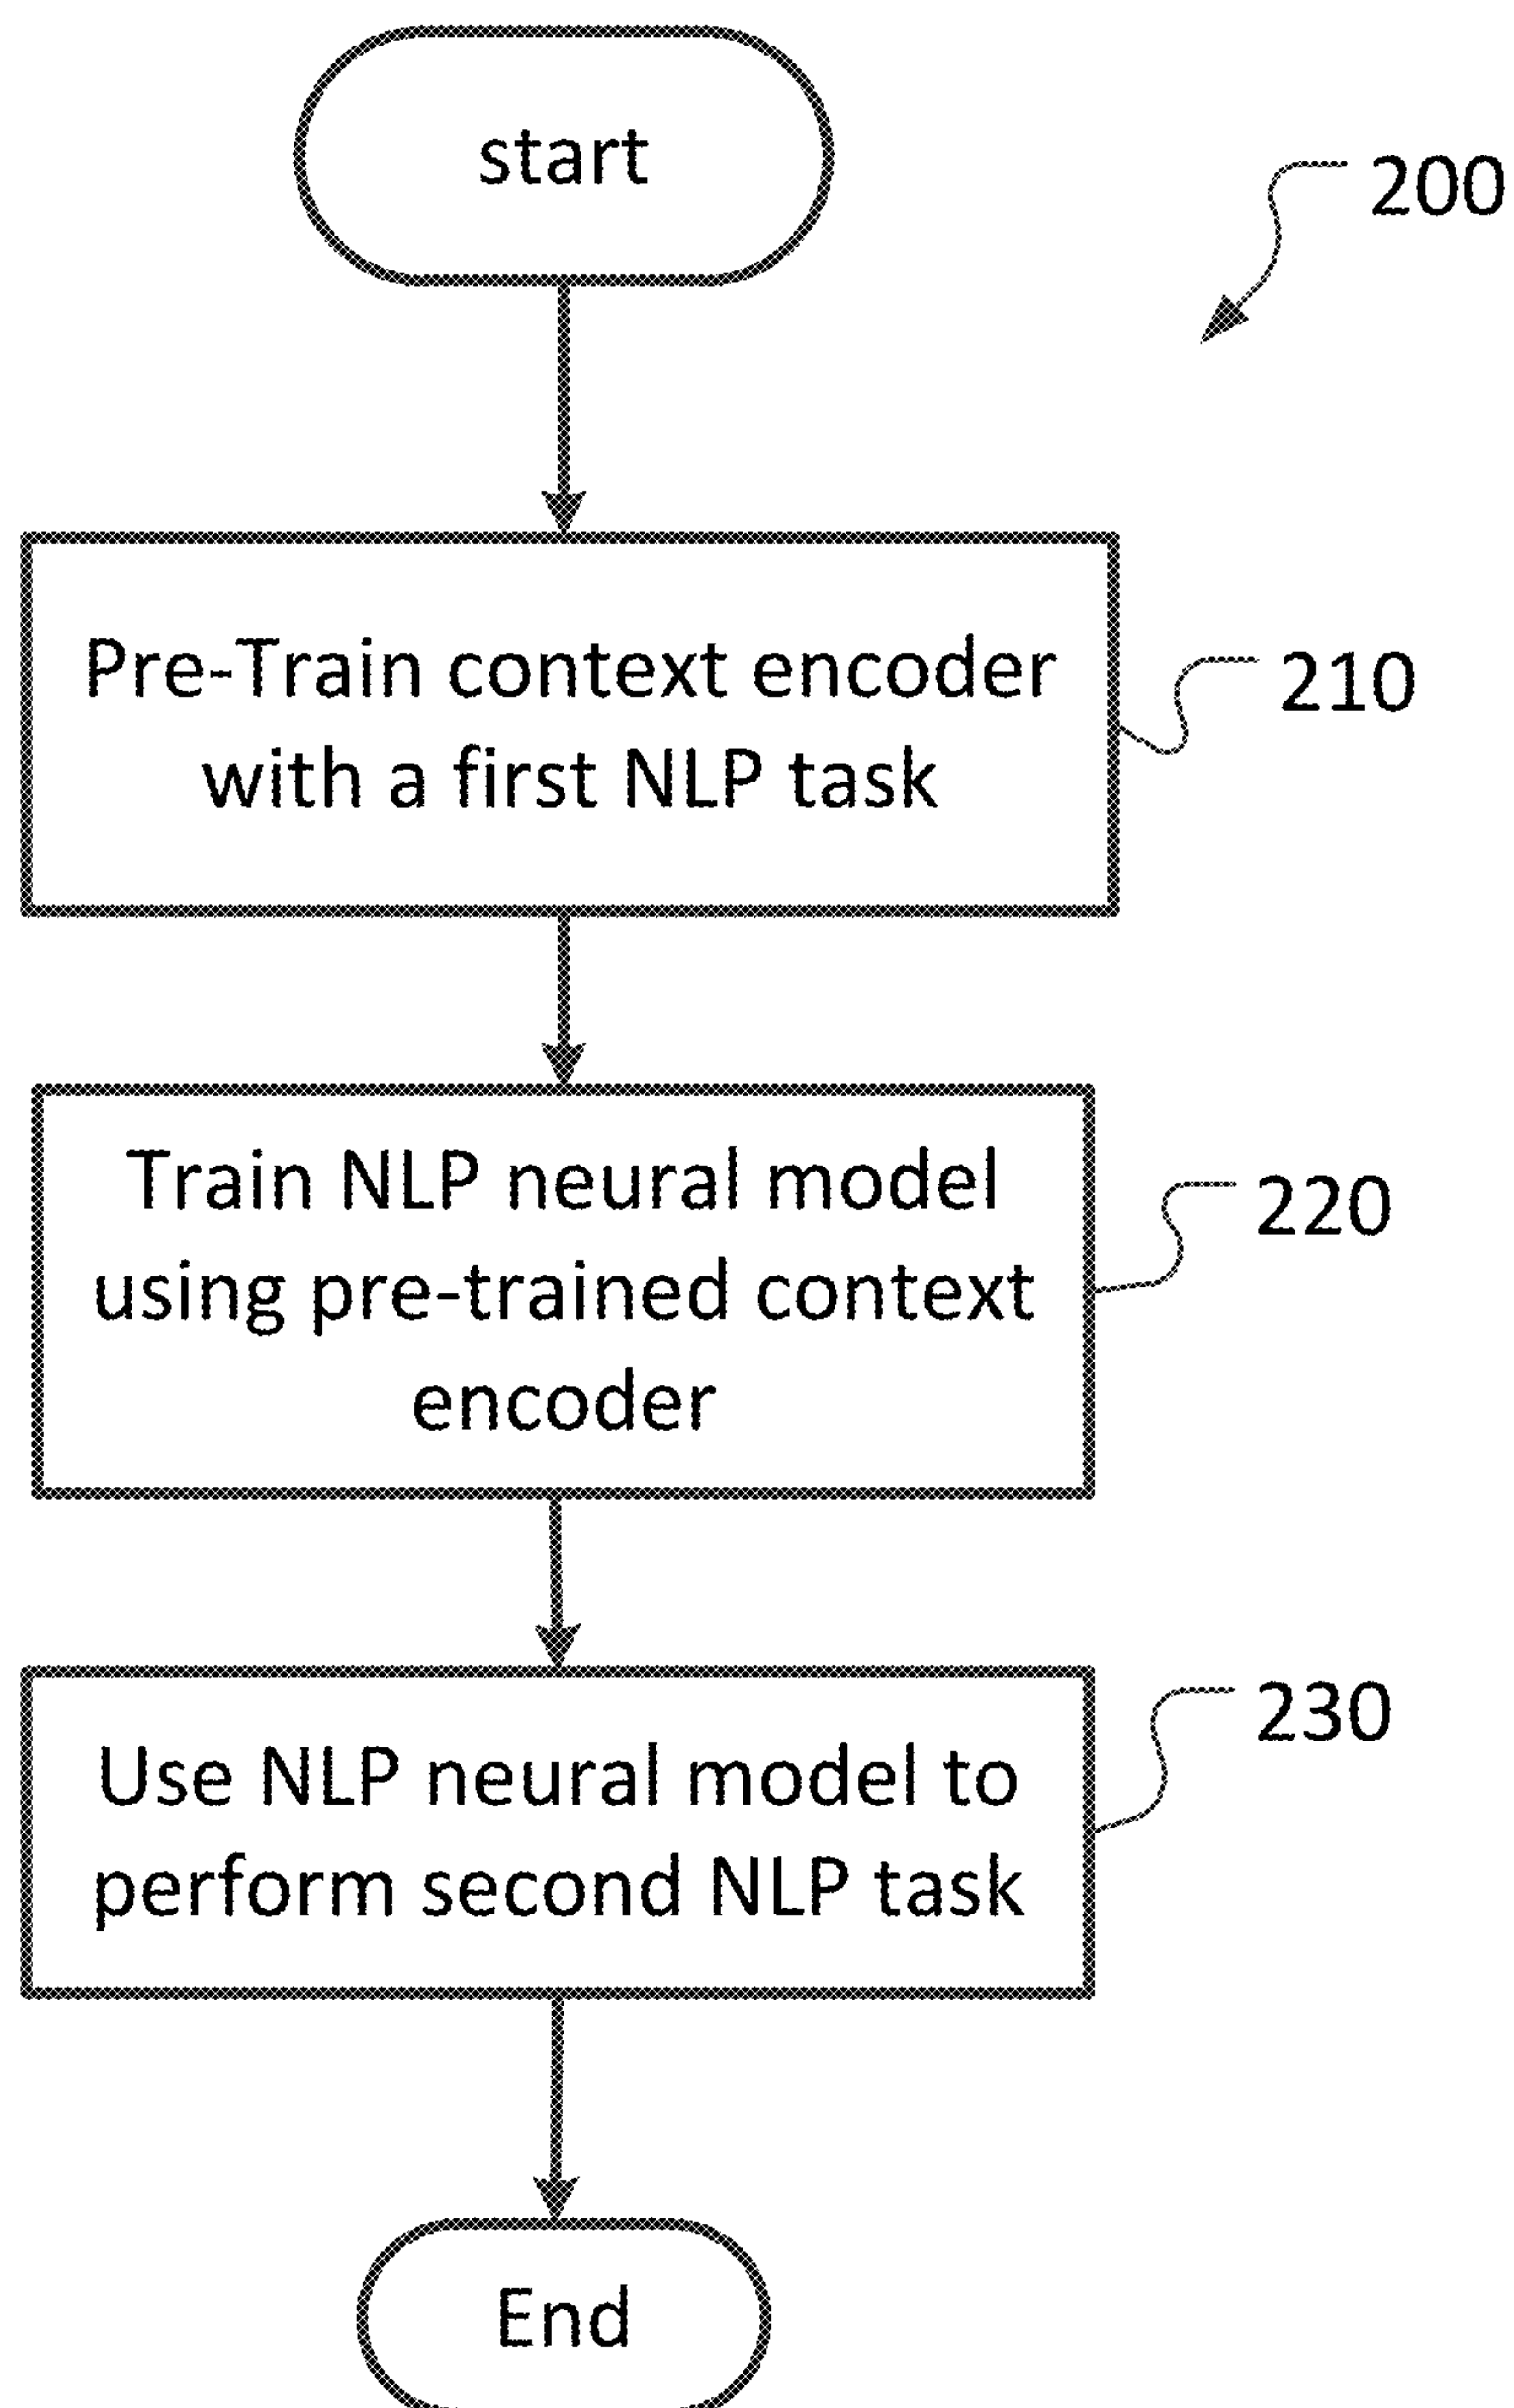 start
200
Pre-Train context encoder
with a first NLP task
210
Train NLP neural model
using pre-trained context
encoder
220
Use NLP neural model to
perform second NLP task
230
End